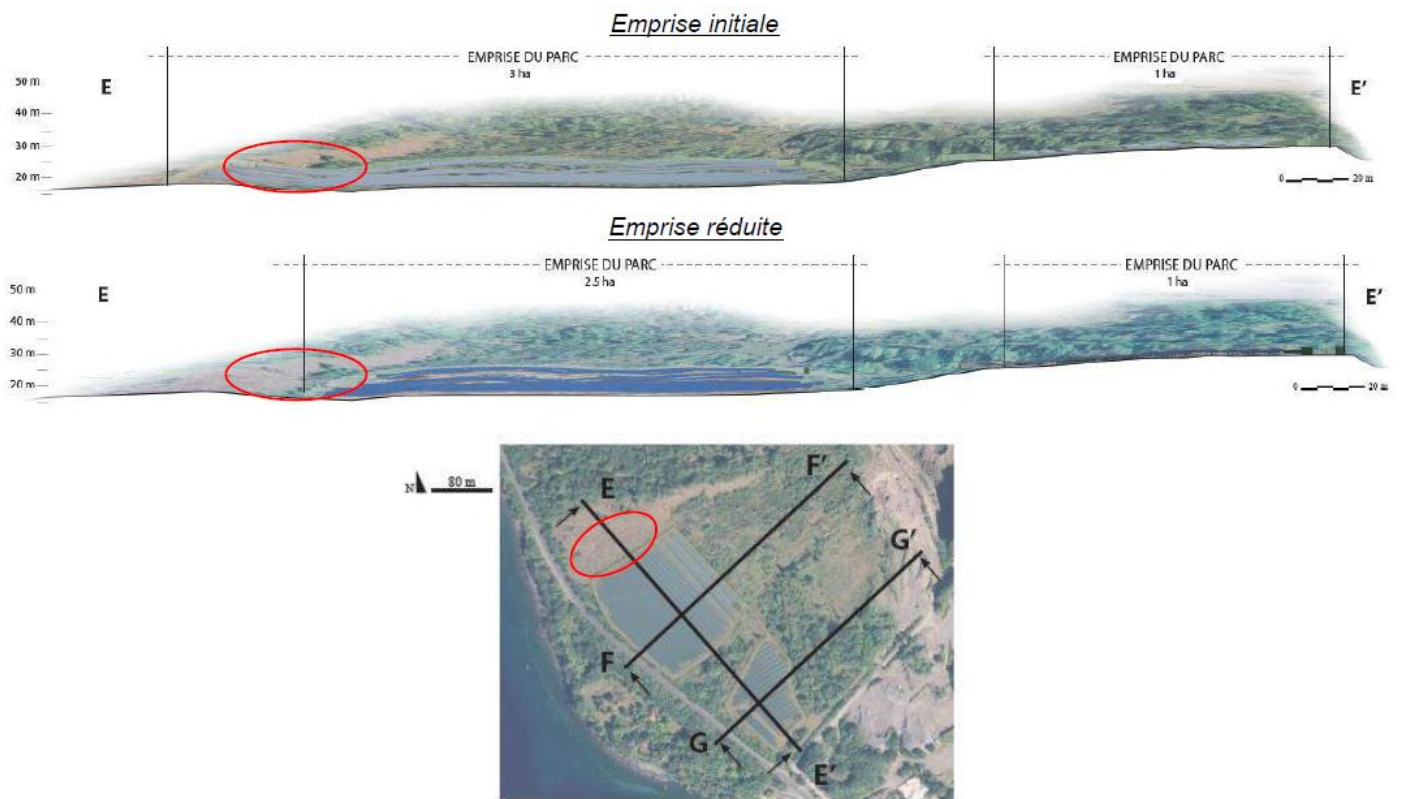 Emprise initiale
EMPRISE DU PARC
3 ha
EMPRISE DU PARC
1 ha
E
E'
50 m
40 m
30 m
20 m
0 20 m
Emprise réduite
EMPRISE DU PARC
2.5 ha
EMPRISE DU PARC
1 ha
E
E'
50 m
40 m
30 m
20 m
0 20 m
N 80 m
E
F'
G'
F
G
E'